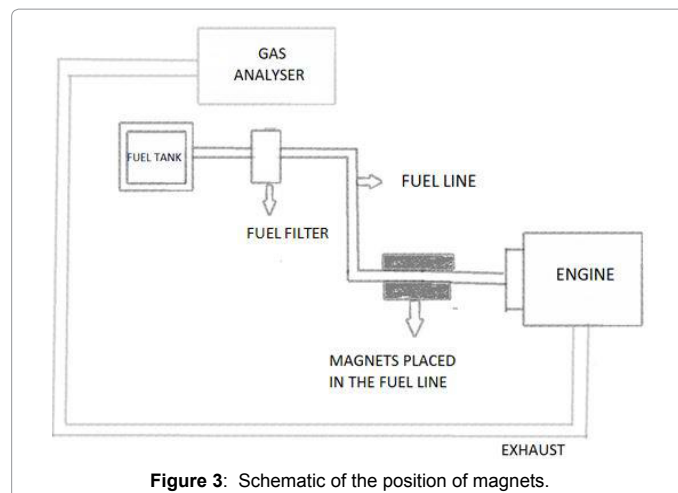 GAS
ANALYSER
FUEL TANK
FUEL LINE
FUEL FILTER
ENGINE
MAGNETS PLACED
IN THE FUEL LINE
EXHAUST
Figure 3: Schematic of the position of magnets.